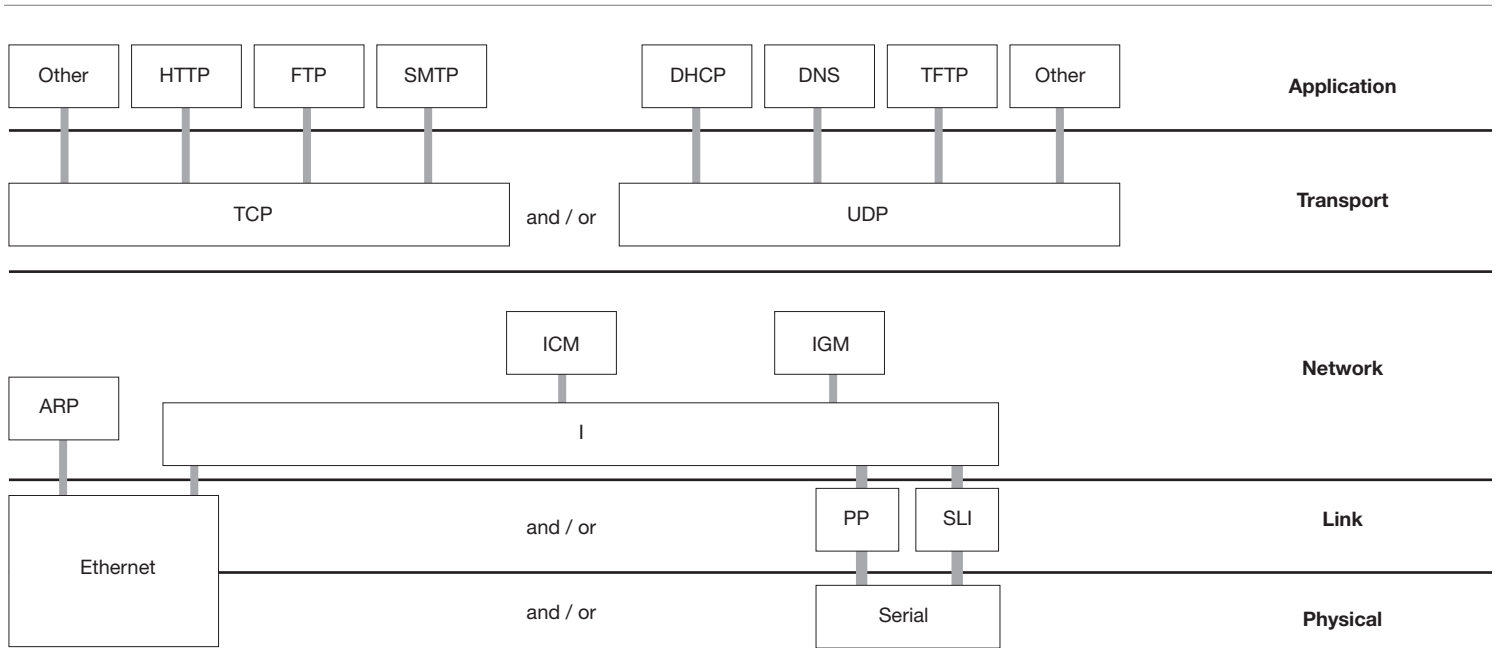 Other
HTTP
FTP
SMTP
DHCP
DNS
TFTP
Other
Application
TCP
and / or
UDP
Transport
ICM
IGM
Network
ARP
I
and / or
PP
SLI
Link
Ethernet
and / or
Serial
Physical